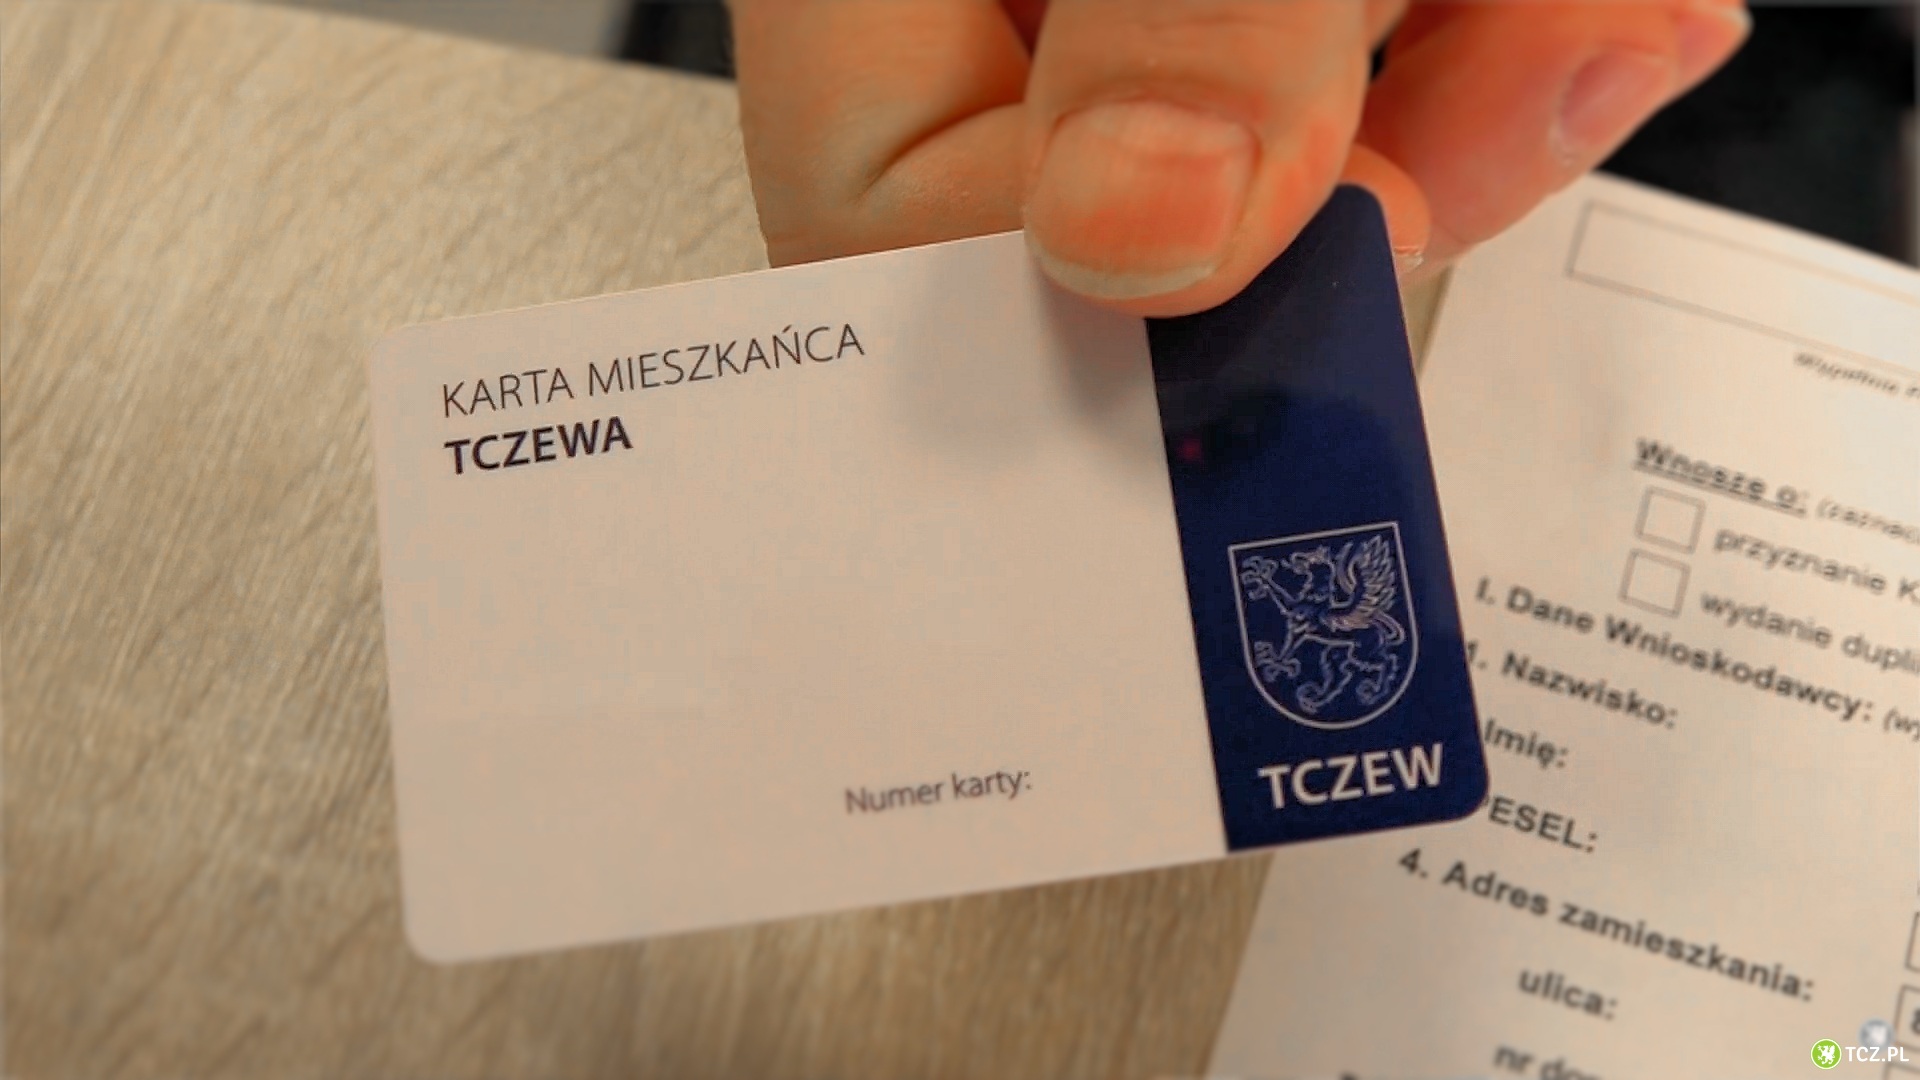 KARTA MIESZKAŃCA
TCZEWA
Numer karty:
TCZEW
Wnoszę o:
przyznanie
wydanie
I. Dane Wnioskodawcy:
1. Nazwisko:
Imię:
PESEL:
4. Adres zamieszkania:
ulica:
nr
TCZ.PL